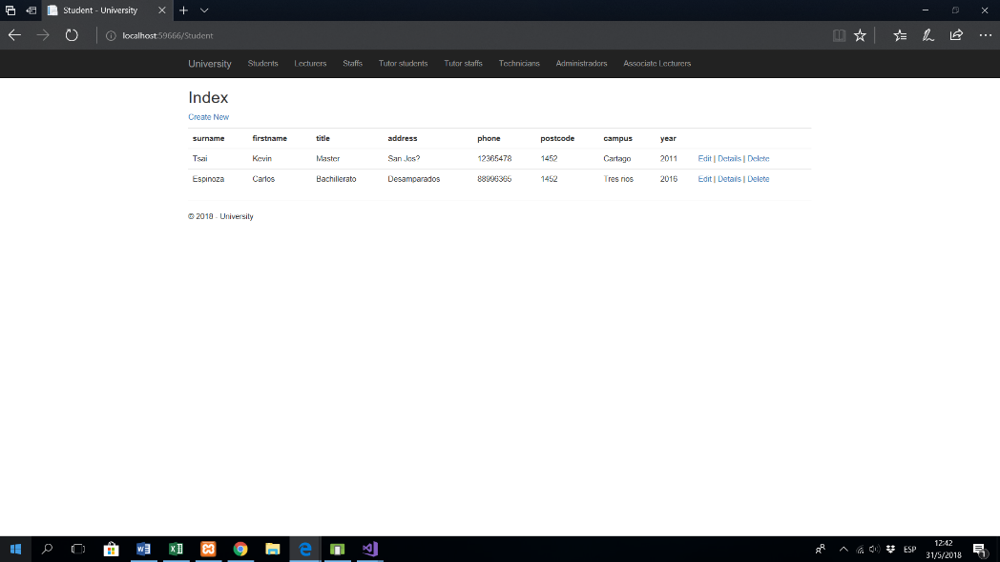 Student - University
localhost:59666/Student
University Students Lecturers Staffs Tutor students Tutor staffs Technicians Administradors Associate Lecturers
Index
Create New
surname firstname title address phone postcode campus year
Tsai Kevin Master San Jos? 12365478 1452 Cartago 2011 Edit | Details | Delete
Espinoza Carlos Bachillerato Desamparados 88996365 1452 Tres rios 2016 Edit | Details | Delete
© 2018 - University
ESP
12:42
31/5/2018
1